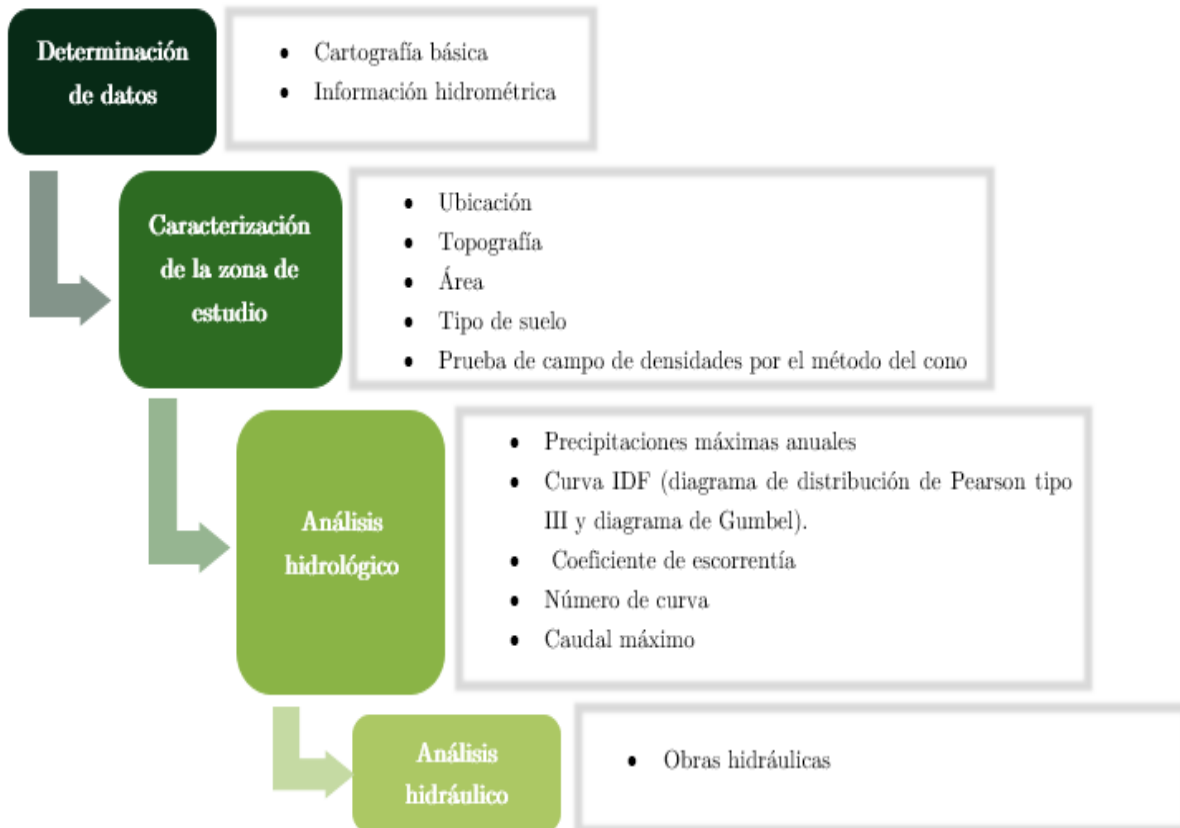 Determinación
de datos
• Cartografía básica
• Información hidrométrica
Caracterización
de la zona de
estudio
• Ubicación
• Topografía
• Área
• Tipo de suelo
• Prueba de campo de densidades por el método del cono
Análisis
hidrológico
• Precipitaciones máximas anuales
• Curva IDF (diagrama de distribución de Pearson tipo
III y diagrama de Gumbel).
• Coeficiente de escorrentía
• Número de curva
• Caudal máximo
Análisis
hidráulico
• Obras hidráulicas